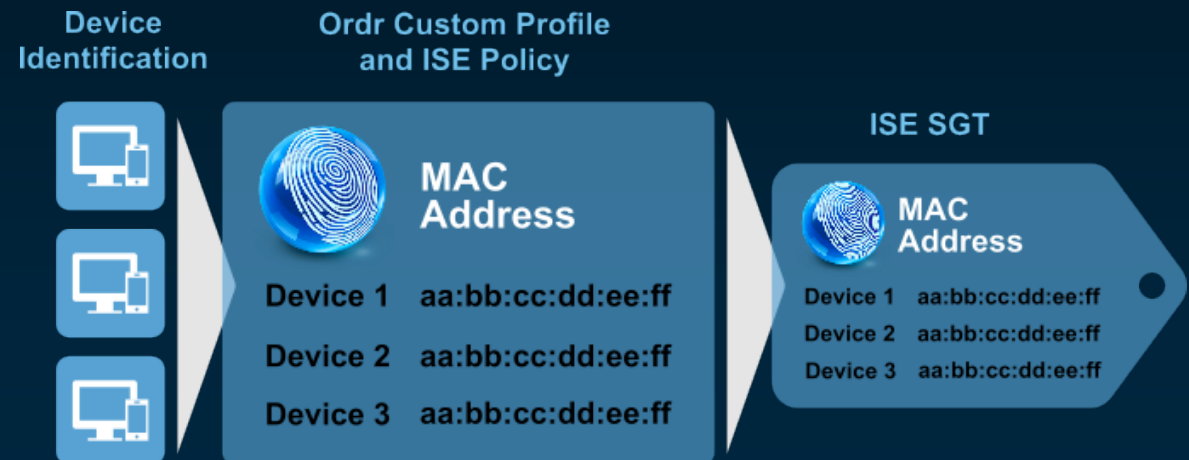 Device
Identification
Ordr Custom Profile
and ISE Policy
MAC
Address
Device 1 aa:bb:cc:dd:ee:ff
Device 2 aa:bb:cc:dd:ee:ff
Device 3 aa:bb:cc:dd:ee:ff
ISE SGT
MAC
Address
Device 1 aa:bb:cc:dd:ee:ff
Device 2 aa:bb:cc:dd:ee:ff
Device 3 aa:bb:cc:dd:ee:ff